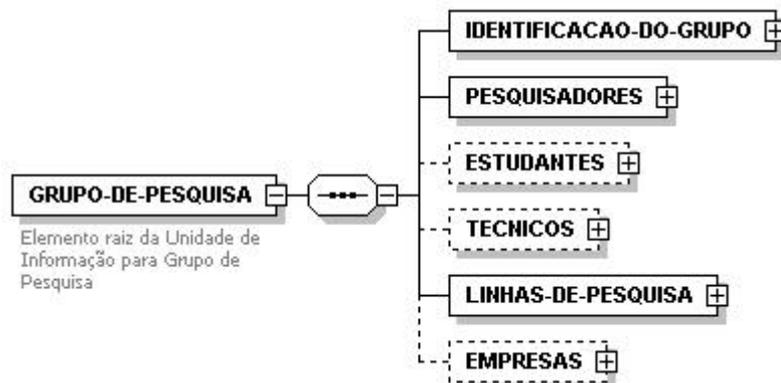 IDENTIFICACAO-DO-GRUPO
PESQUISADORES
ESTUDANTES
GRUPO-DE-PESQUISA
Elemento raiz da Unidade de
Informação para Grupo de
Pesquisa
TECNICOS
LINHAS-DE-PESQUISA
EMPRESAS